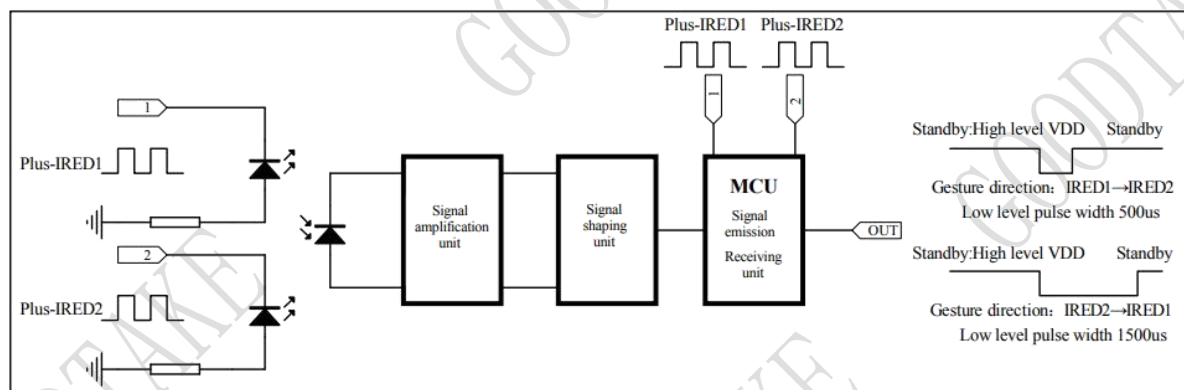 Plus-IRED1
Plus-IRED2
1
2
1
Plus-IRED1
2
Plus-IRED2
Signal
amplification
unit
Signal
shaping
unit
MCU
Signal
emission
Receiving
unit
OUT
Standby:High level VDD Standby
Gesture direction: IRED1→IRED2
Low level pulse width 500us
Standby:High level VDD Standby
Gesture direction: IRED2→IRED1
Low level pulse width 1500us
GOODTAKE
GOODTAKE